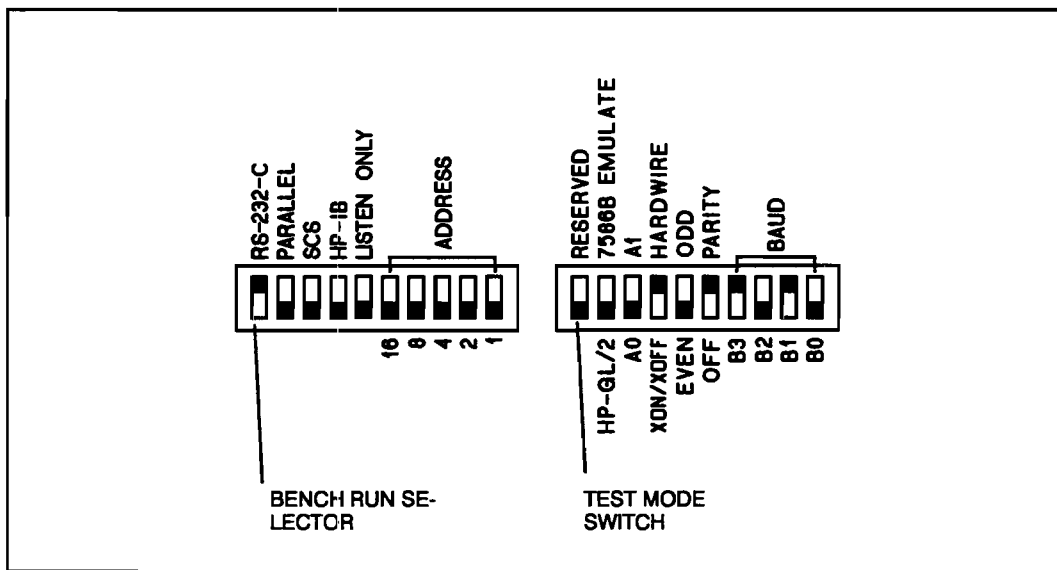 RS-232-C
PARALLEL
SCS
HP-IB
LISTEN ONLY
ADDRESS
16
8
4
2
1
RESERVED
7586B EMULATE
A1
HARDWIRE
ODD
PARITY
BAUD
HP-GL/2
A0
XON/XOFF
EVEN
OFF
B3
B2
B1
B0
BENCH RUN SE-
LECTOR
TEST MODE
SWITCH